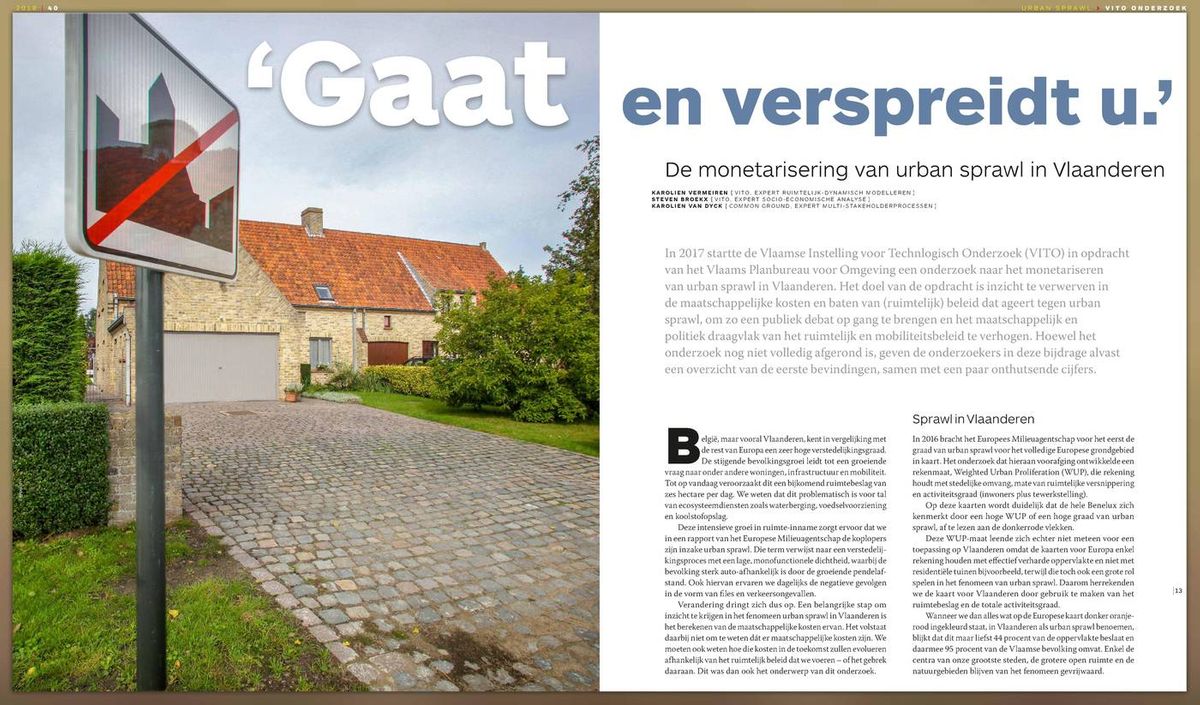 2018 | 40
URBAN SPRAWL > VITO ONDERZOEK
‘Gaat
en verspreidt u.’
De monetarisering van urban sprawl in Vlaanderen
KAROLIEN VERMEIREN [ VITO, EXPERT RUIMTELIJK-DYNAMISCH MODELLEREN ]
STEVEN BROEKX [ VITO, EXPERT SOCIO-ECONOMISCHE ANALYSE ]
KAROLIEN VAN DYCK [ COMMON GROUND, EXPERT MULTI-STAKEHOLDERPROCESSEN ]
In 2017 startte de Vlaamse Instelling voor Technlogisch Onderzoek (VITO) in opdracht
van het Vlaams Planbureau voor Omgeving een onderzoek naar het monetariseren
van urban sprawl in Vlaanderen. Het doel van de opdracht is inzicht te verwerven in
de maatschappelijke kosten en baten van (ruimtelijk) beleid dat ageert tegen urban
sprawl, om zo een publiek debat op gang te brengen en het maatschappelijk en
politiek draagvlak van het ruimtelijk en mobiliteitsbeleid te verhogen. Hoewel het
onderzoek nog niet volledig afgerond is, geven de onderzoekers in deze bijdrage alvast
een overzicht van de eerste bevindingen, samen met een paar onthutsende cijfers.
België, maar vooral Vlaanderen, kent in vergelijking met
de rest van Europa een zeer hoge verstedelijkingsgraad.
De stijgende bevolkingsgroei leidt tot een groeiende
vraag naar onder andere woningen, infrastructuur en mobiliteit.
Tot op vandaag veroorzaakt dit een bijkomend ruimtebeslag van
zes hectare per dag. We weten dat dit problematisch is voor tal
van ecosysteemdiensten zoals waterberging, voedselvoorziening
en koolstofopslag.
Deze intensieve groei in ruimte-inname zorgt ervoor dat we
in een rapport van het Europese Milieuagentschap de koplopers
zijn inzake urban sprawl. Die term verwijst naar een verstedelij-
kingsproces met een lage, monofunctionele dichtheid, waarbij de
bevolking sterk auto-afhankelijk is door de groeiende pendelaf-
stand. Ook hiervan ervaren we dagelijks de negatieve gevolgen
in de vorm van files en verkeersongevallen.
Verandering dringt zich dus op. Een belangrijke stap om
inzicht te krijgen in het fenomeen urban sprawl in Vlaanderen is
het berekenen van de maatschappelijke kosten ervan. Het volstaat
daarbij niet om te weten dát er maatschappelijke kosten zijn. We
moeten ook weten hoe die kosten in de toekomst zullen evolueren
afhankelijk van het ruimtelijk beleid dat we voeren – of het gebrek
daaraan. Dit was dan ook het onderwerp van dit onderzoek.
Sprawl in Vlaanderen
In 2016 bracht het Europees Milieuagentschap voor het eerst de
graad van urban sprawl voor het volledige Europese grondgebied
in kaart. Het onderzoek dat hieraan voorafging ontwikkelde een
rekenmaat, Weighted Urban Proliferation (WUP), die rekening
houdt met stedelijke omvang, mate van ruimtelijke versnippering
en activiteitsgraad (inwoners plus tewerkstelling).
Op deze kaarten wordt duidelijk dat de hele Benelux zich
kenmerkt door een hoge WUP of een hoge graad van urban
sprawl, af te lezen aan de donkerrode vlekken.
Deze WUP-maat leende zich echter niet meteen voor een
toepassing op Vlaanderen omdat de kaarten voor Europa enkel
rekening houden met effectief verharde oppervlakte en niet met
residentiële tuinen bijvoorbeeld, terwijl die toch ook een grote rol
spelen in het fenomeen van urban sprawl. Daarom herrekenden
we de kaart voor Vlaanderen door gebruik te maken van het
ruimtebeslag en de totale activiteitsgraad.
Wanneer we dan alles wat op de Europese kaart donker oranje-
rood ingekleurd staat, in Vlaanderen als urban sprawl benoemen,
blijkt dat dit maar liefst 44 procent van de oppervlakte beslaat en
daarmee 95 procent van de Vlaamse bevolking omvat. Enkel de
centra van onze grootste steden, de grotere open ruimte en de
natuurgebieden blijven van het fenomeen gevrijwaard.
|13